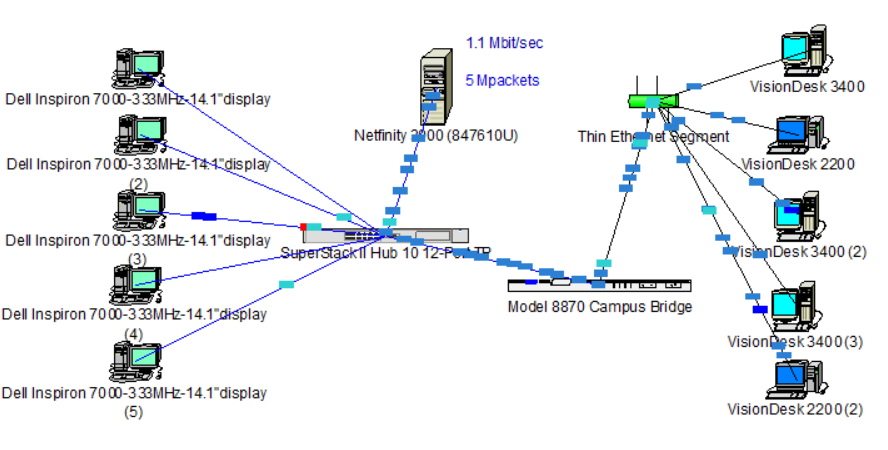 1.1 Mbit/sec
5 Mpackets
Dell Inspiron 7000-333MHz-14.1"display
Netfinity 3000 (847610U)
Thin Ethernet Segment
VisionDesk 3400
Dell Inspiron 7000-333MHz-14.1"display
(2)
VisionDesk 2200
Dell Inspiron 7000-333MHz-14.1"display
(3)
SuperStack II Hub 10 12-Port TP
VisionDesk 3400 (2)
Dell Inspiron 7000-333MHz-14.1"display
(4)
Model 8870 Campus Bridge
VisionDesk 3400 (3)
Dell Inspiron 7000-333MHz-14.1"display
(5)
VisionDesk 2200 (2)